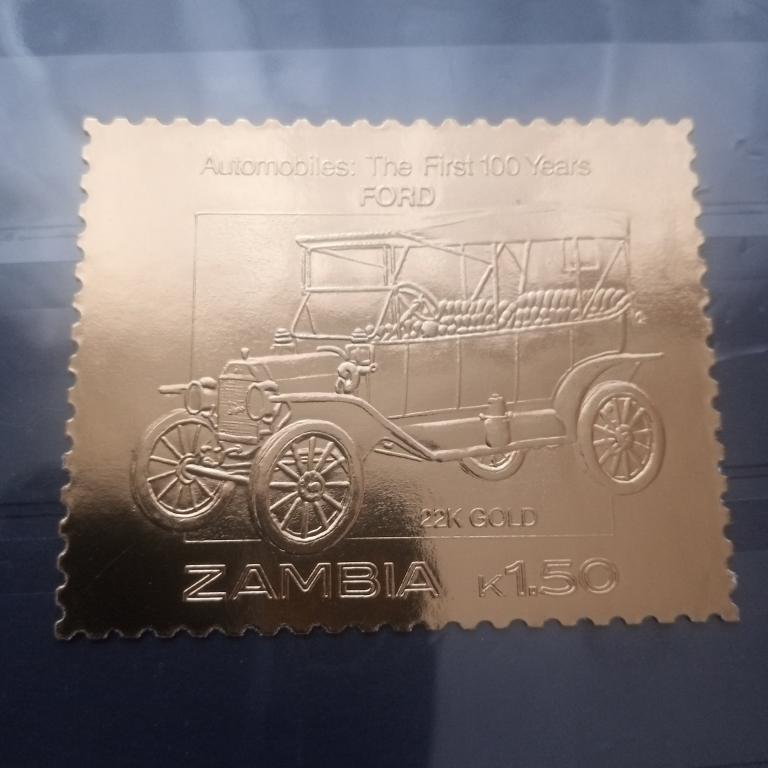 Automobiles: The First 100 Years
FORD
22K GOLD
ZAMBIA K1.50